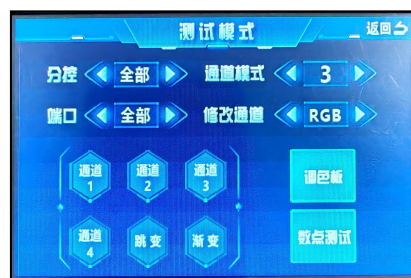 测试模式
返回
分控 全部 通道模式 3
端口 全部 修改通道 RGB
通道
1
通道
2
通道
3
调色板
通道
4
跳变
渐变
数点测试